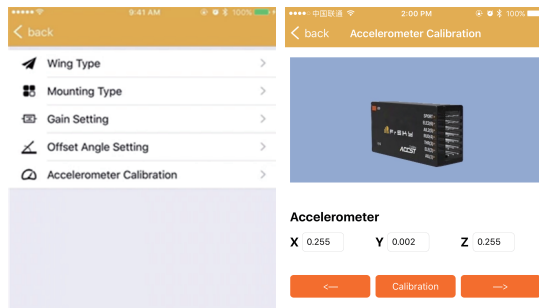 9:41 AM 100%
back
Wing Type
Mounting Type
Gain Setting
Offset Angle Setting
Accelerometer Calibration
中国联通 2:00 PM 100%
back Accelerometer Calibration
FrSKY
ACCST
Accelerometer
X 0.255 Y 0.002 Z 0.255
<— Calibration —>